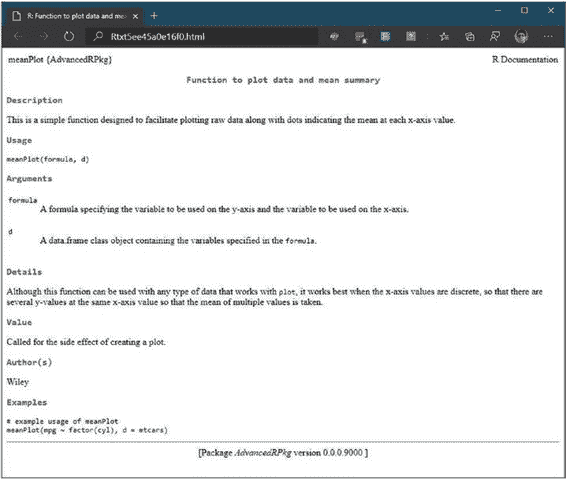 R: Function to plot data and mea
Rtxt5ee45a0e16f0.html
meanPlot {AdvancedRPkg}
R Documentation
Function to plot data and mean summary
Description
This is a simple function designed to facilitate plotting raw data along with dots indicating the mean at each x-axis value.
Usage
meanPlot(formula, d)
Arguments
formula
A formula specifying the variable to be used on the y-axis and the variable to be used on the x-axis.
d
A data.frame class object containing the variables specified in the formula.
Details
Although this function can be used with any type of data that works with plot, it works best when the x-axis values are discrete, so that there are
several y-values at the same x-axis value so that the mean of multiple values is taken.
Value
Called for the side effect of creating a plot.
Author(s)
Wiley
Examples
# example usage of meanPlot
meanPlot(mpg ~ factor(cyl), d = mtcars)
[Package AdvancedRPkg version 0.0.0.9000 ]